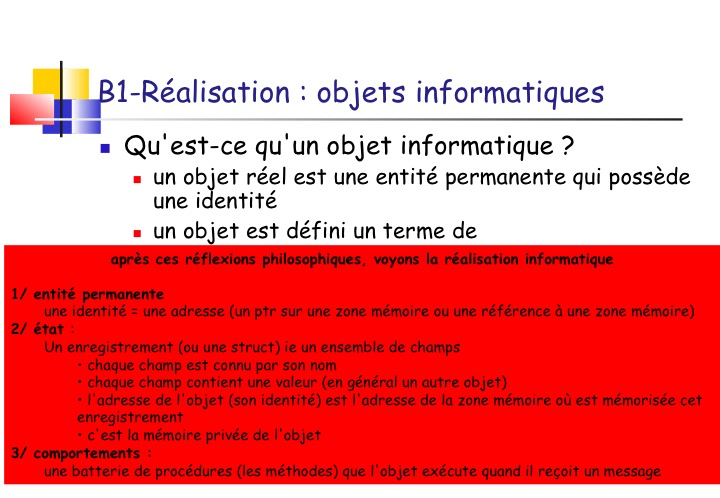 B1-Réalisation : objets informatiques
Qu'est-ce qu'un objet informatique ?
un objet réel est une entité permanente qui possède
une identité
un objet est défini un terme de
après ces réflexions philosophiques, voyons la réalisation informatique
1/ entité permanente
une identité = une adresse (un ptr sur une zone mémoire ou une référence à une zone mémoire)
2/ état :
Un enregistrement (ou une struct) ie un ensemble de champs
• chaque champ est connu par son nom
• chaque champ contient une valeur (en général un autre objet)
• l'adresse de l'objet (son identité) est l'adresse de la zone mémoire où est mémorisée cet
enregistrement
• c'est la mémoire privée de l'objet
3/ comportements :
une batterie de procédures (les méthodes) que l'objet exécute quand il reçoit un message